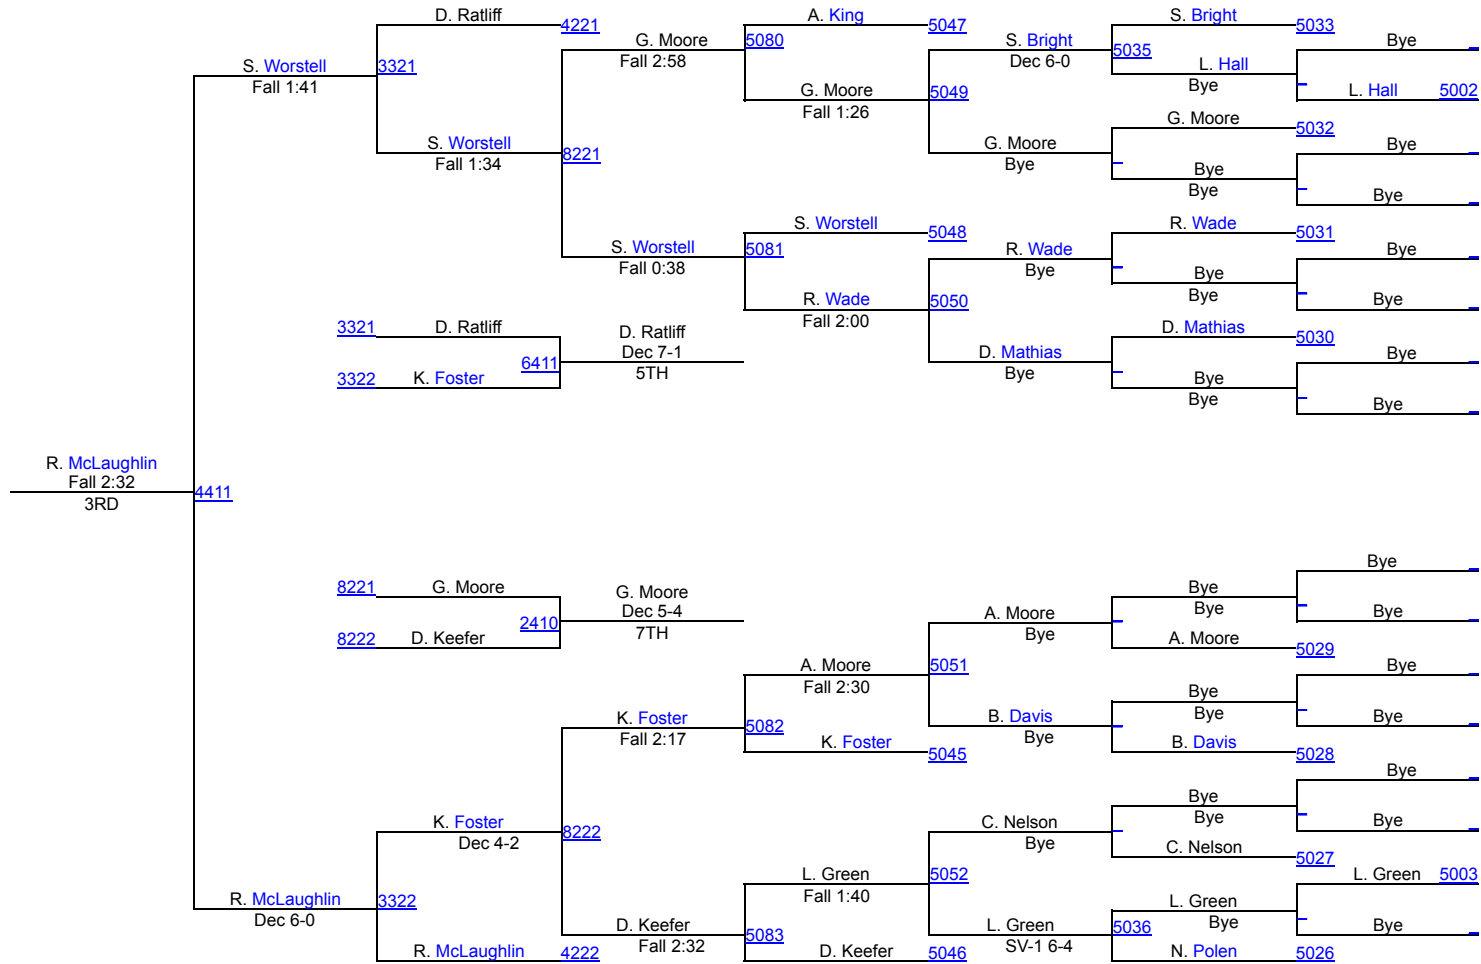 D. Ratliff
4221
A. King
5047
S. Bright
5033
G. Moore
Fall 2:58
5080
S. Bright
Dec 6-0
5035
Bye
S. Worstell
Fall 1:41
3321
L. Hall
Bye
G. Moore
Fall 1:26
5049
L. Hall
5002
G. Moore
5032
S. Worstell
Fall 1:34
8221
G. Moore
Bye
Bye
Bye
Bye
Bye
S. Worstell
5048
R. Wade
5031
S. Worstell
Fall 0:38
5081
R. Wade
Bye
Bye
Bye
Bye
R. Wade
Fall 2:00
5050
Bye
3321
D. Ratliff
D. Ratliff
Dec 7-1
5TH
D. Mathias
5030
6411
D. Mathias
Bye
Bye
3322
K. Foster
Bye
Bye
Bye
R. McLaughlin
Fall 2:32
3RD
4411
Bye
8221
G. Moore
G. Moore
Dec 5-4
7TH
Bye
Bye
2410
A. Moore
Bye
Bye
8222
D. Keefer
A. Moore
5029
A. Moore
Fall 2:30
5051
Bye
Bye
Bye
K. Foster
Fall 2:17
5082
B. Davis
Bye
Bye
K. Foster
5045
B. Davis
5028
Bye
Bye
Bye
K. Foster
Dec 4-2
8222
C. Nelson
Bye
Bye
C. Nelson
5027
L. Green
Fall 1:40
5052
L. Green
5003
R. McLaughlin
Dec 6-0
3322
L. Green
Bye
D. Keefer
Fall 2:32
5083
L. Green
SV-1 6-4
5036
Bye
R. McLaughlin
4222
D. Keefer
5046
N. Polen
5026